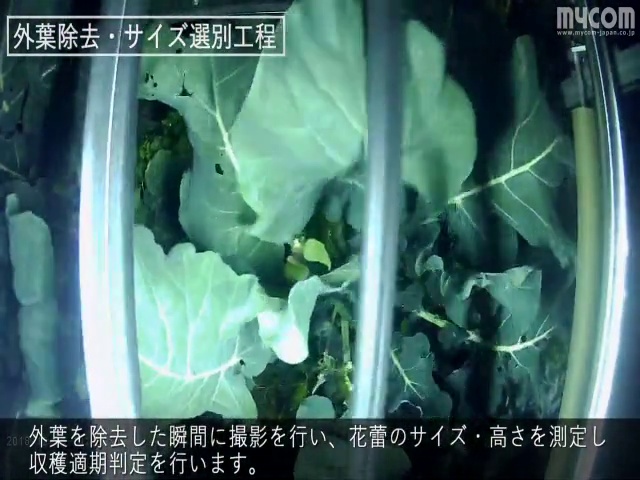 外葉除去・サイズ選別工程
mycom
www.mycom-japan.co.jp
外葉を除去した瞬間に撮影を行い、花蕾のサイズ・高さを測定し
収穫適期判定を行います。